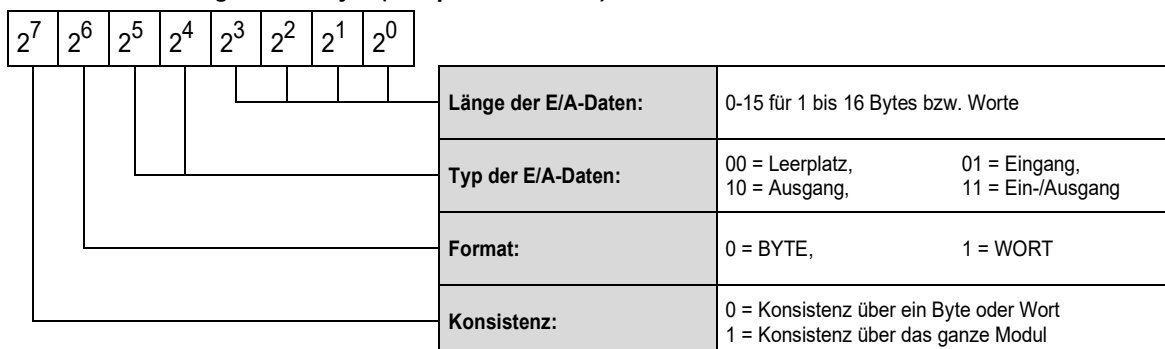 2^7 2^6 2^5 2^4 2^3 2^2 2^1 2^0
Länge der E/A-Daten: 0-15 für 1 bis 16 Bytes bzw. Worte
Typ der E/A-Daten: 00 = Leerplatz, 01 = Eingang,
10 = Ausgang, 11 = Ein-/Ausgang
Format: 0 = BYTE, 1 = WORT
Konsistenz: 0 = Konsistenz über ein Byte oder Wort
1 = Konsistenz über das ganze Modul